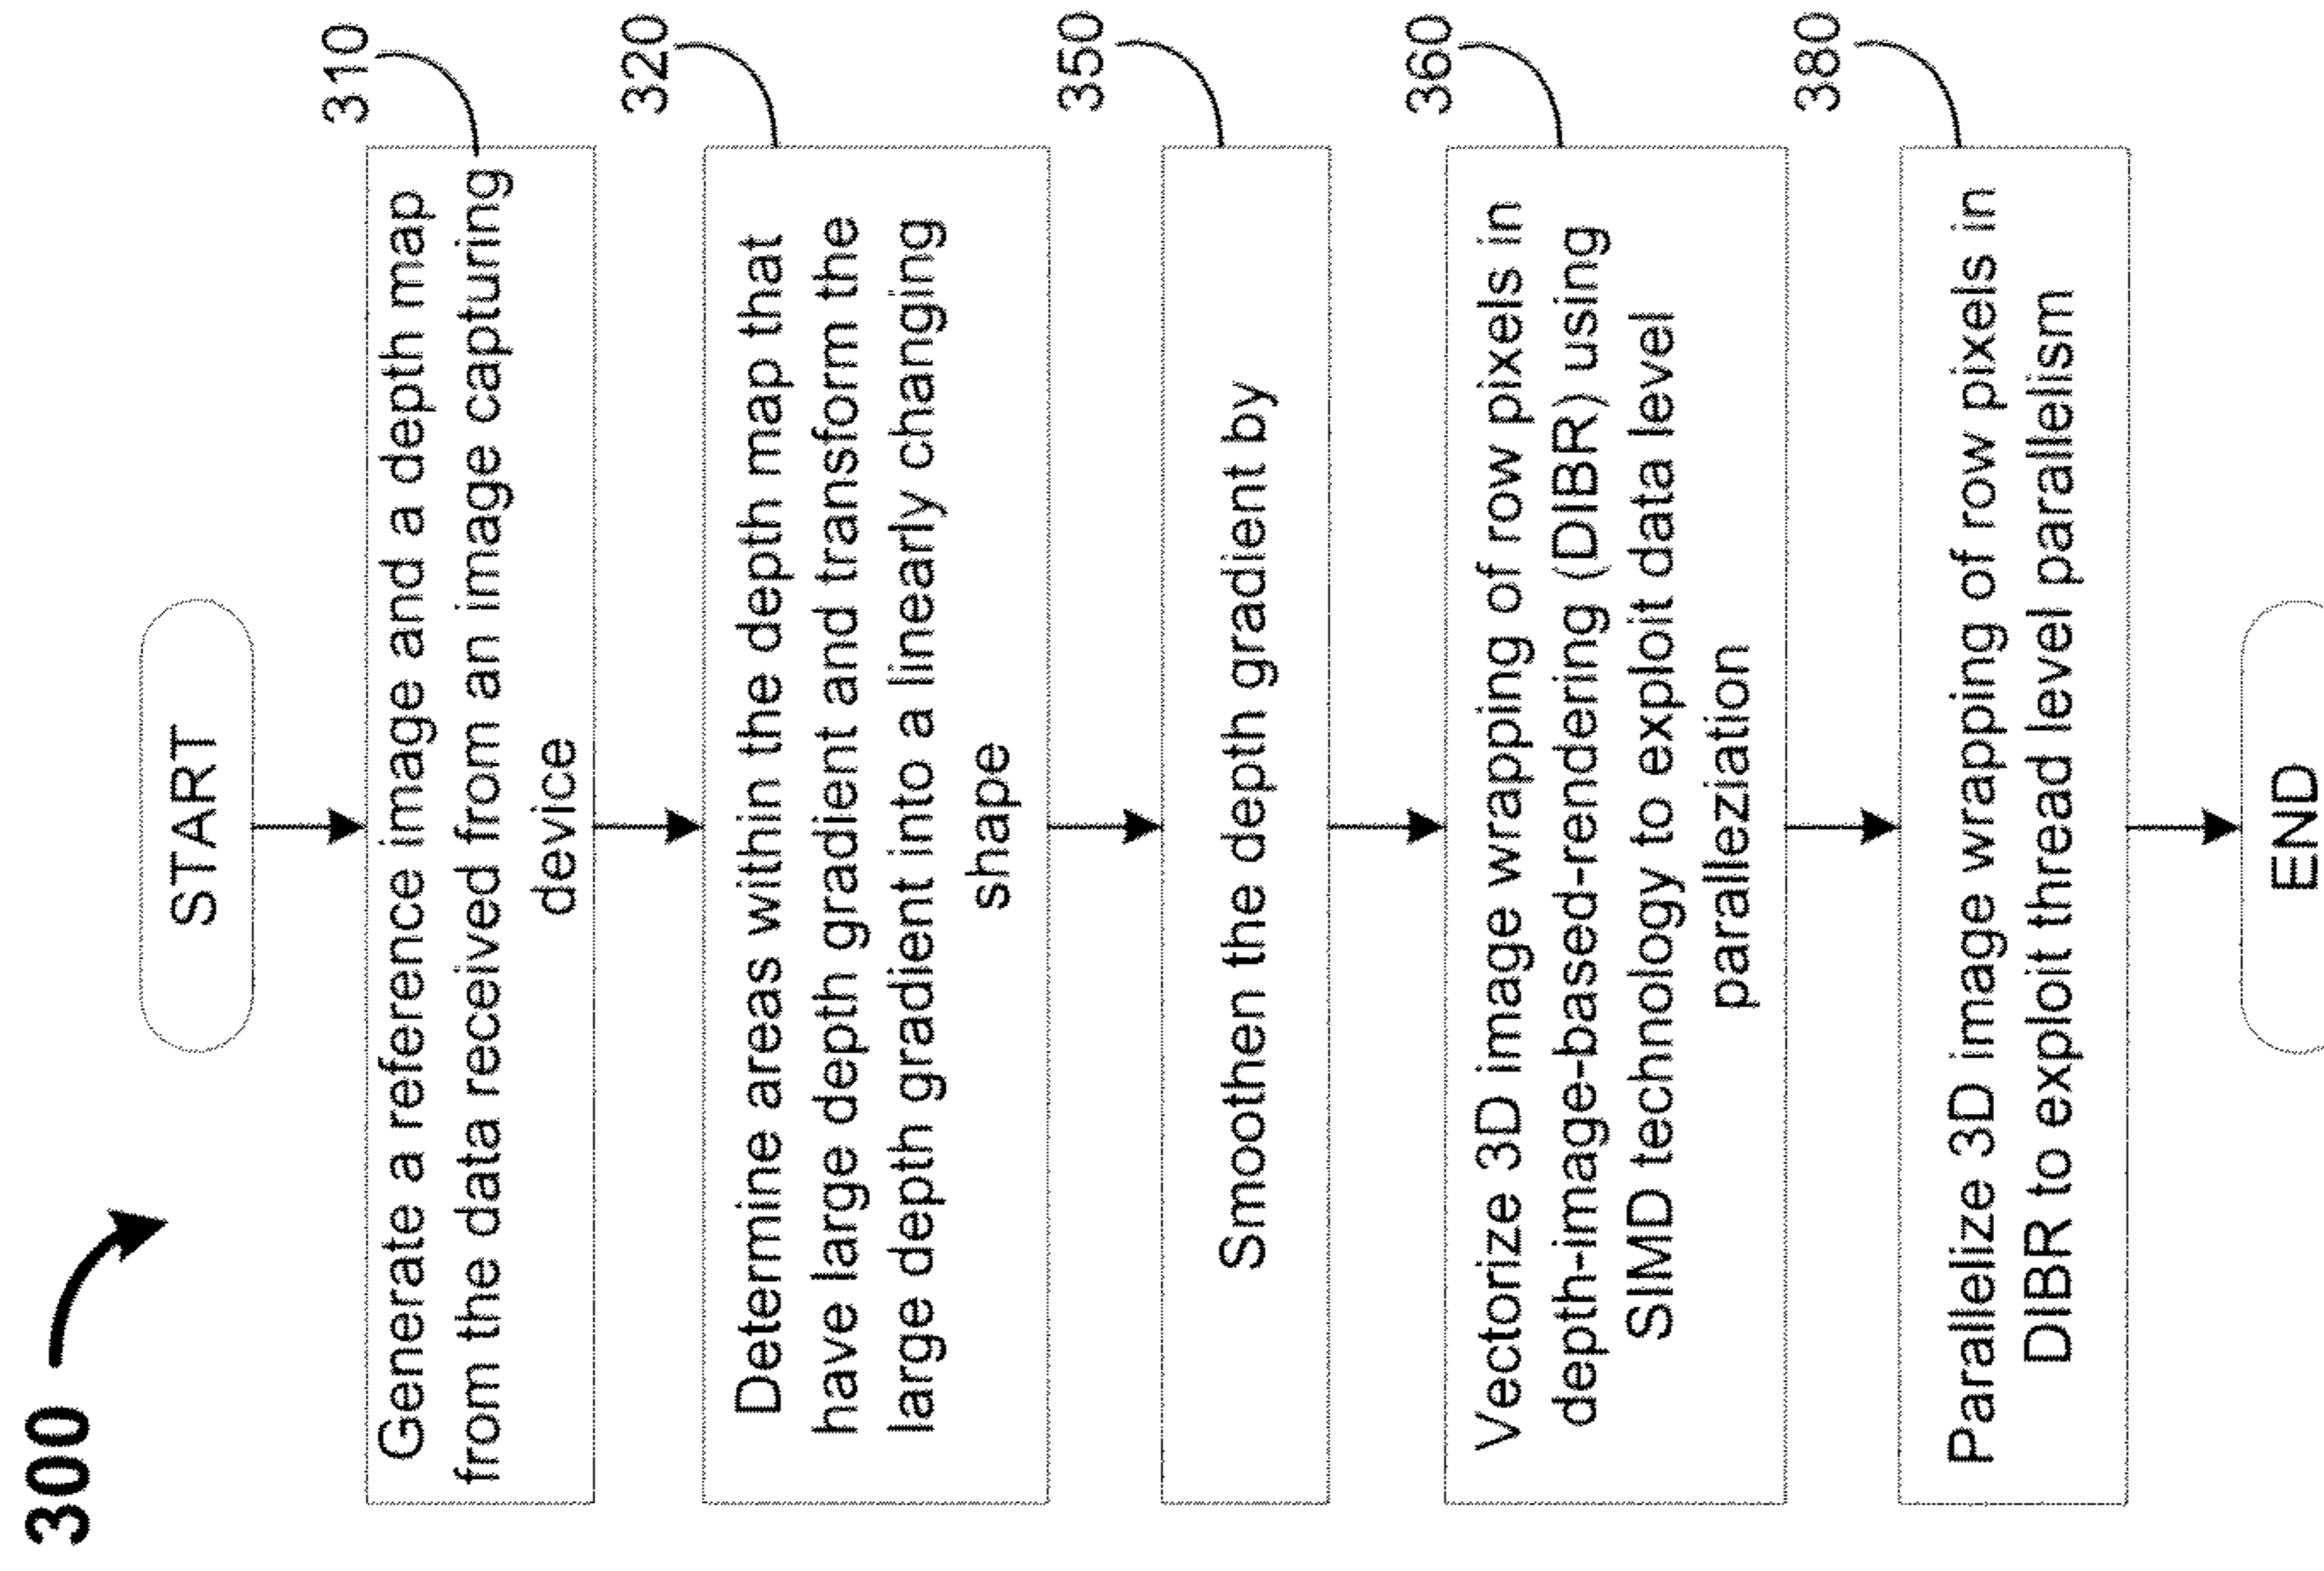 300
START
310
Generate a reference image and a depth map
from the data received from an image capturing
device
320
Determine areas within the depth map that
have large depth gradient and transform the
large depth gradient into a linearly changing
shape
350
Smoothen the depth gradient by
360
Vectorize 3D image wrapping of row pixels in
depth-image-based-rendering (DIBR) using
SIMD technology to exploit data level
paralleziation
380
Parallelize 3D image wrapping of row pixels in
DIBR to exploit thread level parallelism
END